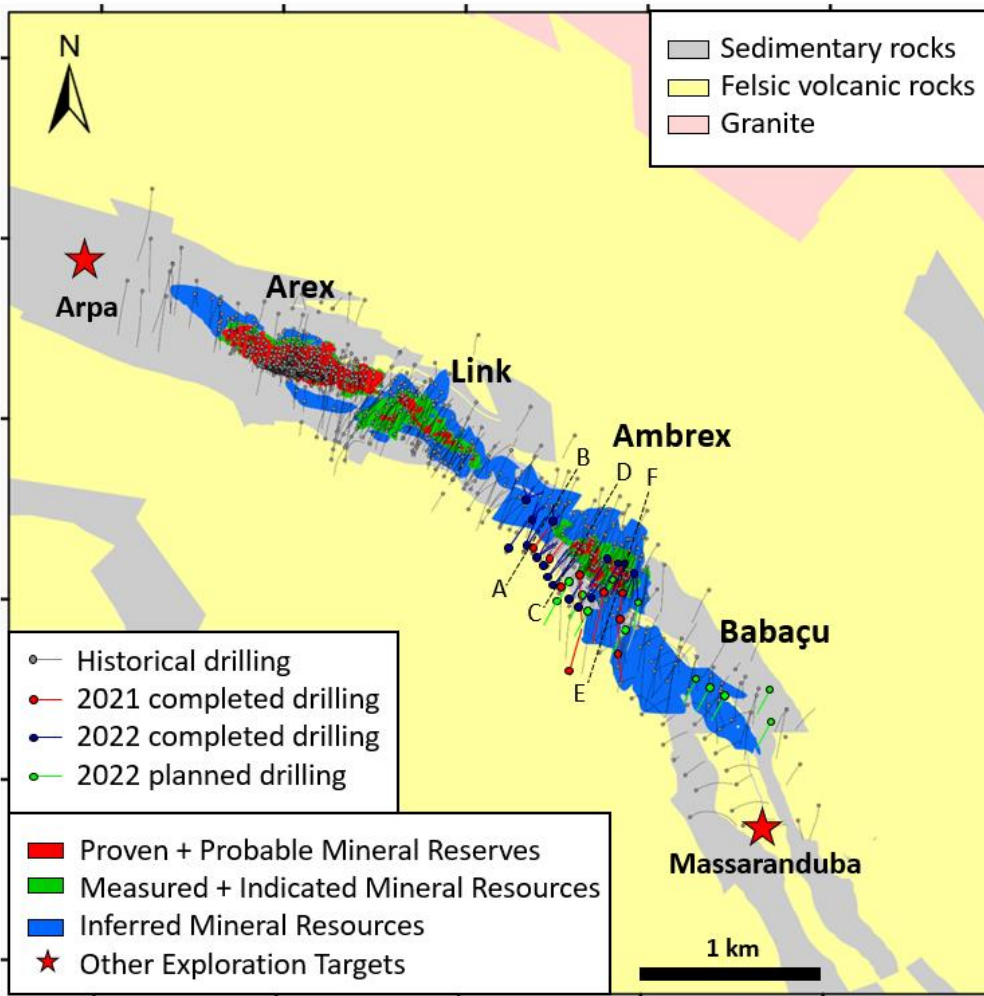 N
Sedimentary rocks
Felsic volcanic rocks
Granite
Arpa
Arex
Link
Ambrex
B
D
F
A
C
E
Babaçu
Historical drilling
2021 completed drilling
2022 completed drilling
2022 planned drilling
Proven + Probable Mineral Reserves
Measured + Indicated Mineral Resources
Inferred Mineral Resources
Other Exploration Targets
Massaranduba
1 km